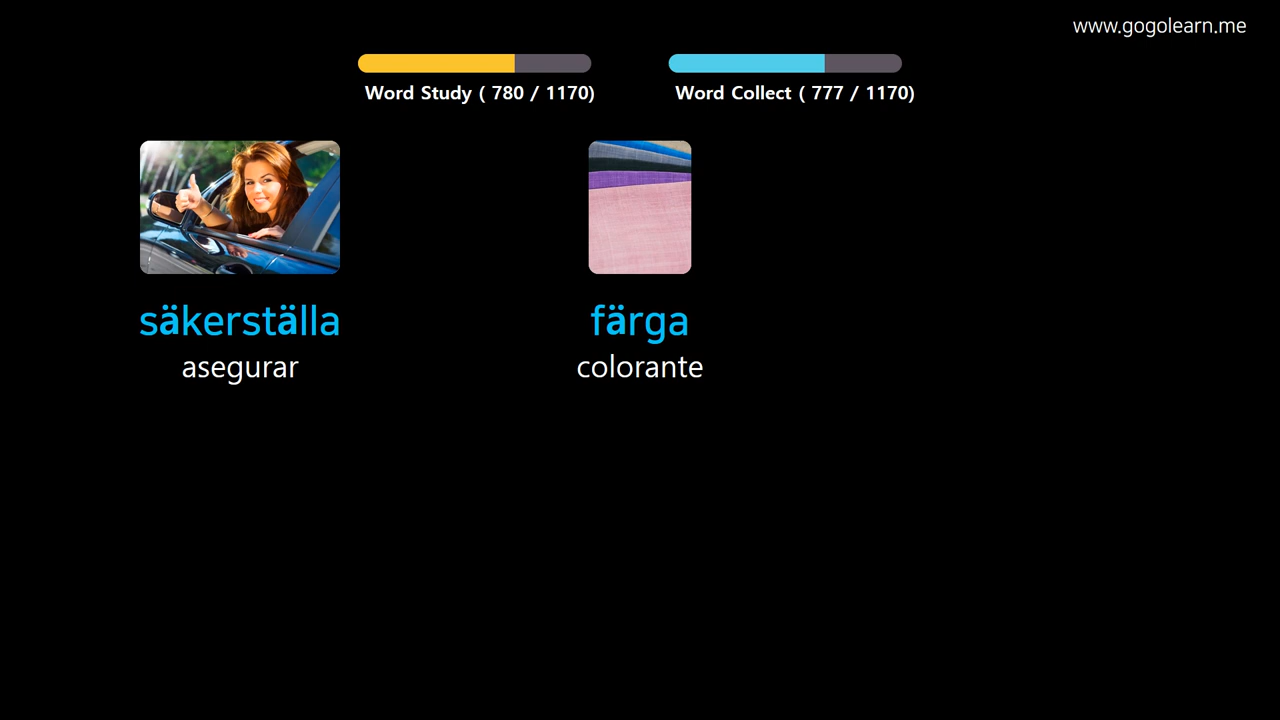 www.gogolearn.me
Word Study ( 780 / 1170)
Word Collect ( 777 / 1170)
säkerställa
färga
asegurar
colorante